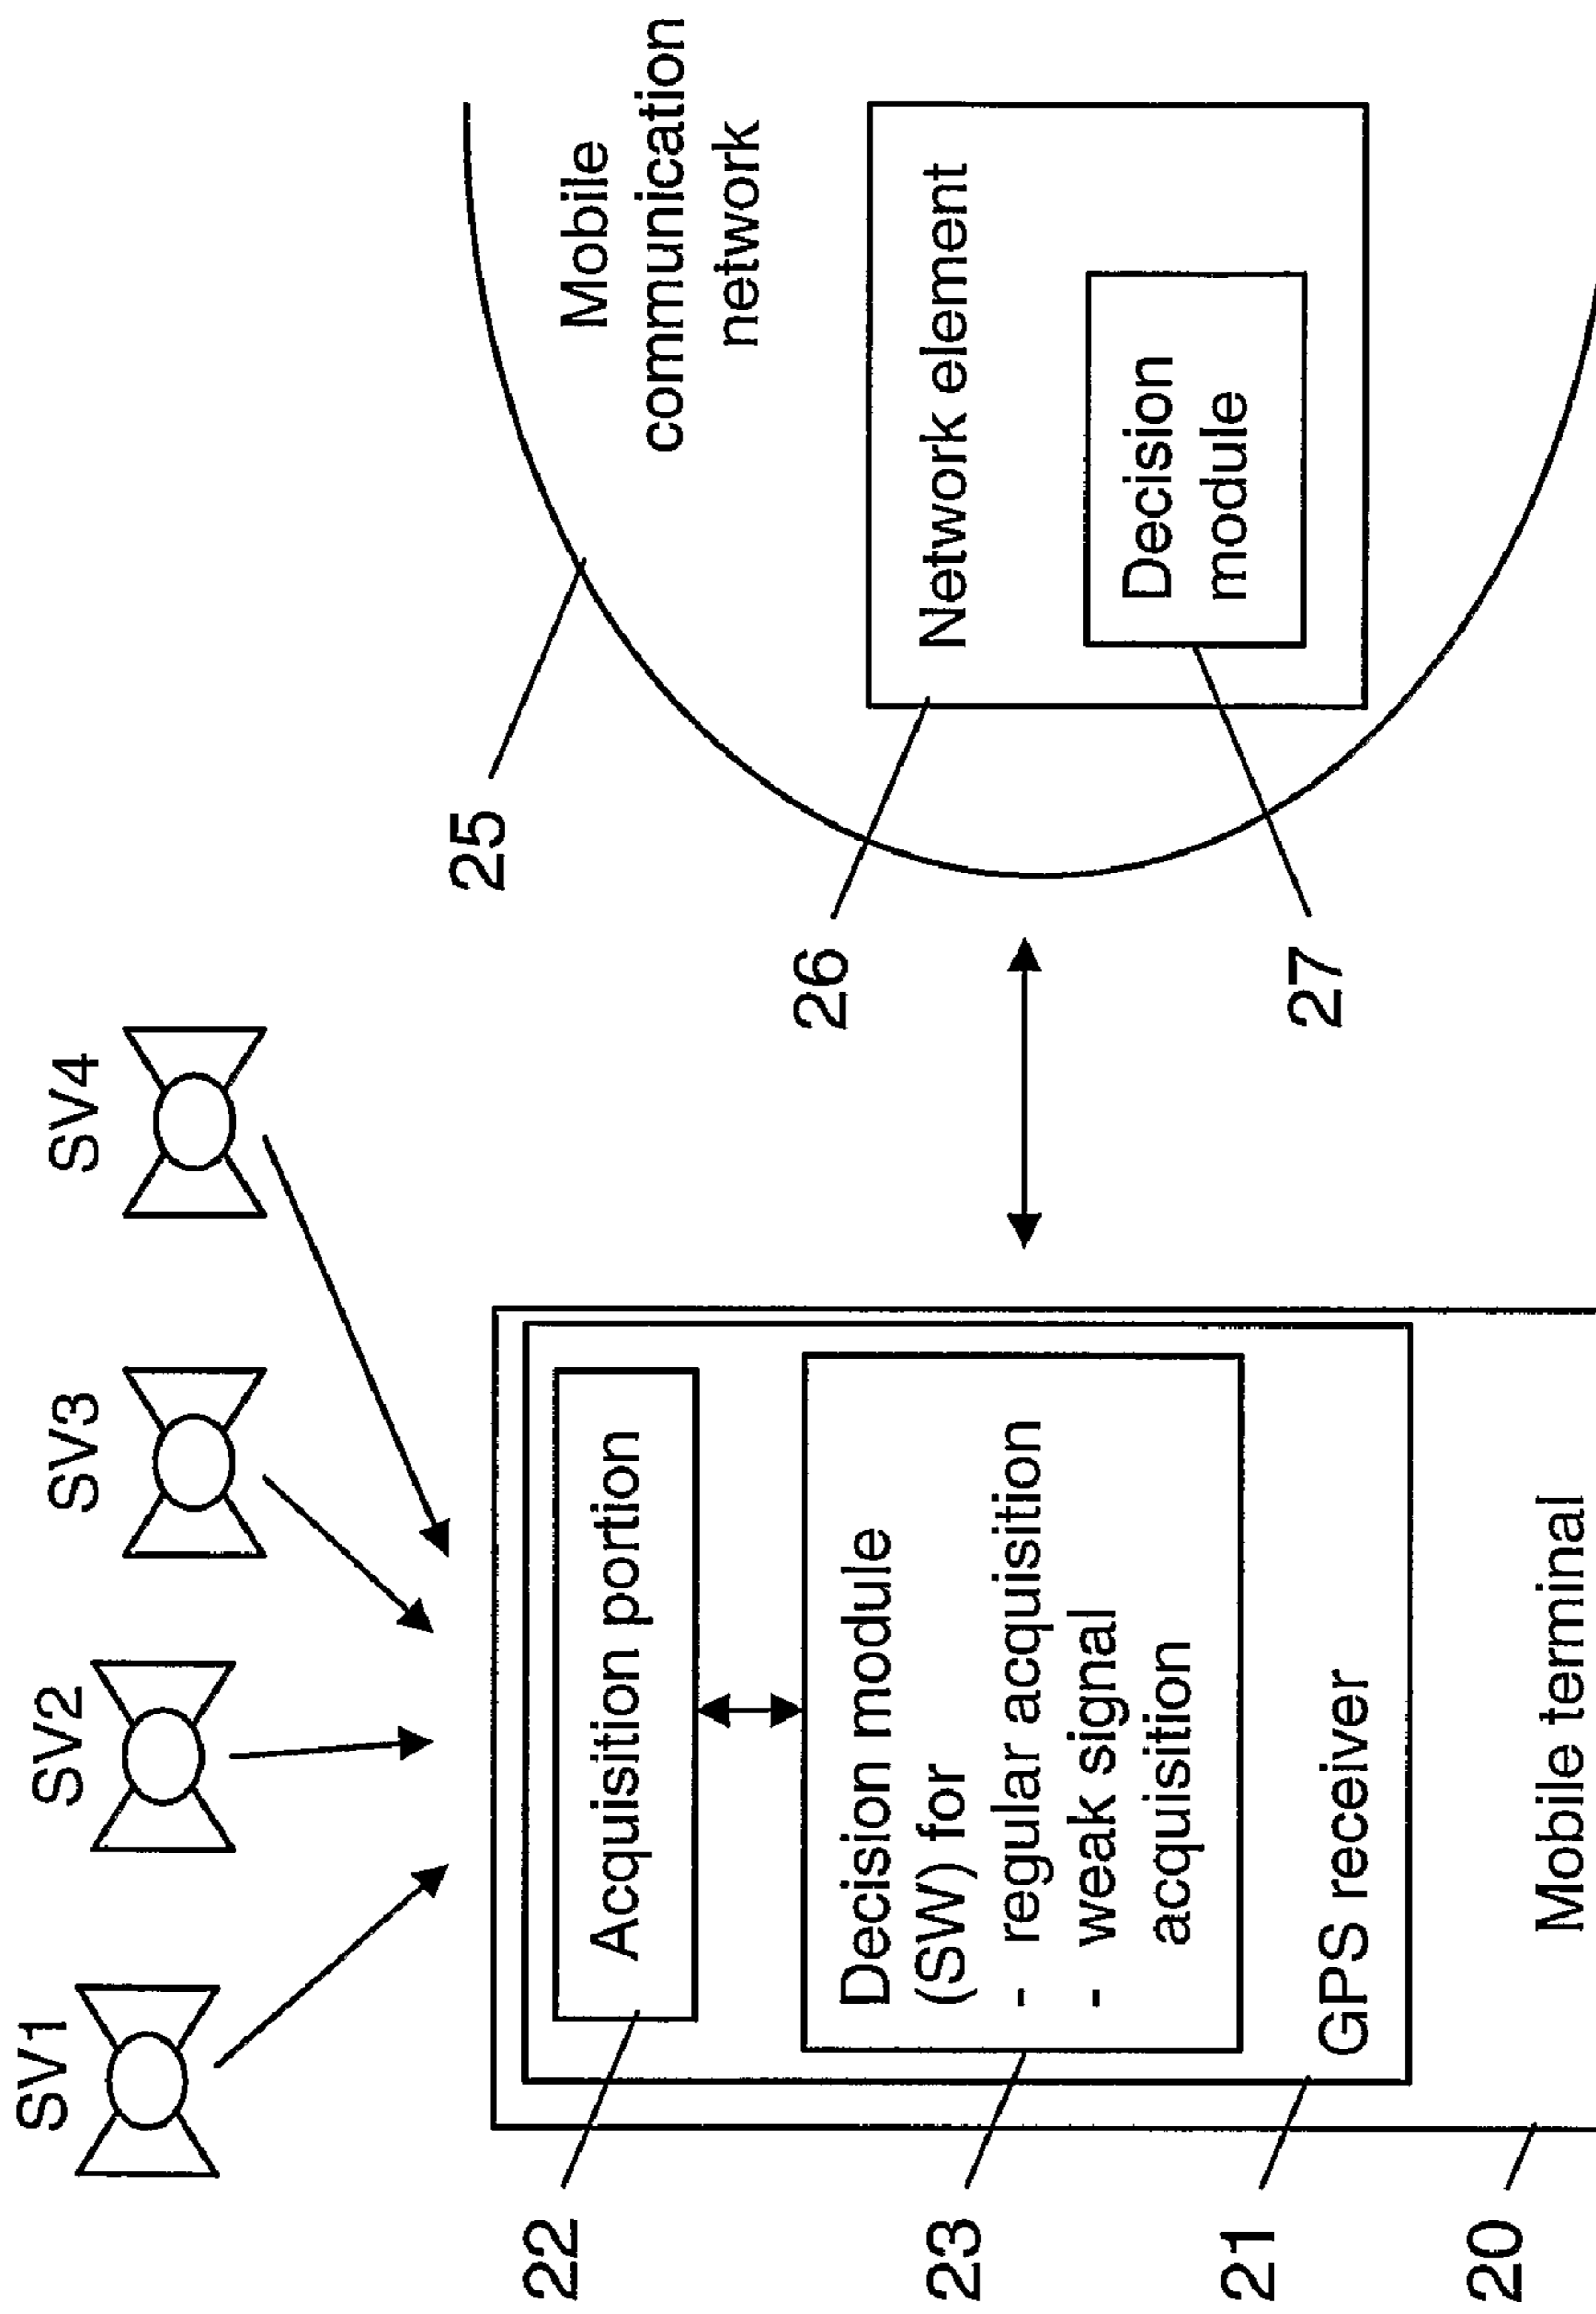 SV1
SV2
SV3
SV4
22
Acquisition portion
23
Decision module
(SW) for
- regular acquisition
- weak signal
acquisition
21
GPS receiver
20
Mobile terminal
25
Mobile
communication
network
26
Network element
27
Decision
module